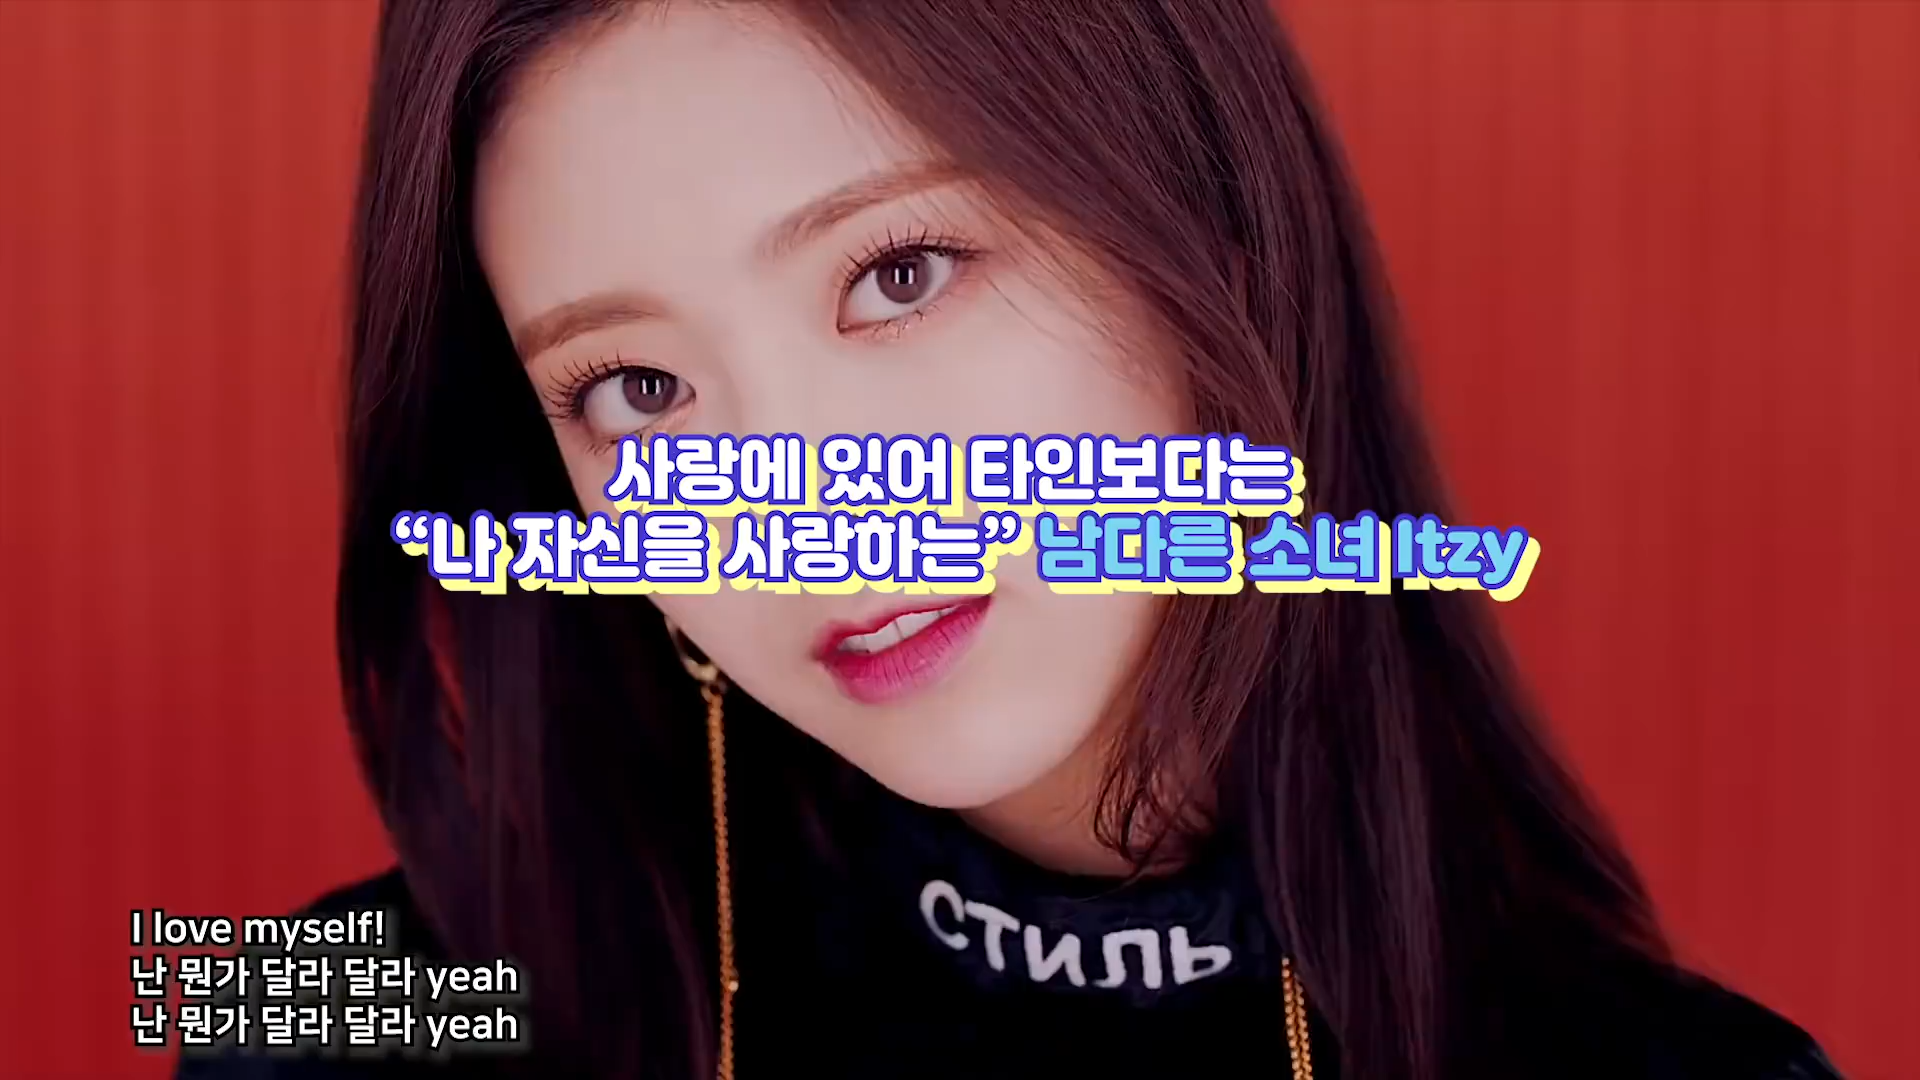 사랑에 있어 타인보다는
“나 자신을 사랑하는” 남다른 소녀 Itzy
СТИЛЬ
I love myself!
난 뭔가 달라 달라 yeah
난 뭔가 달라 달라 yeah